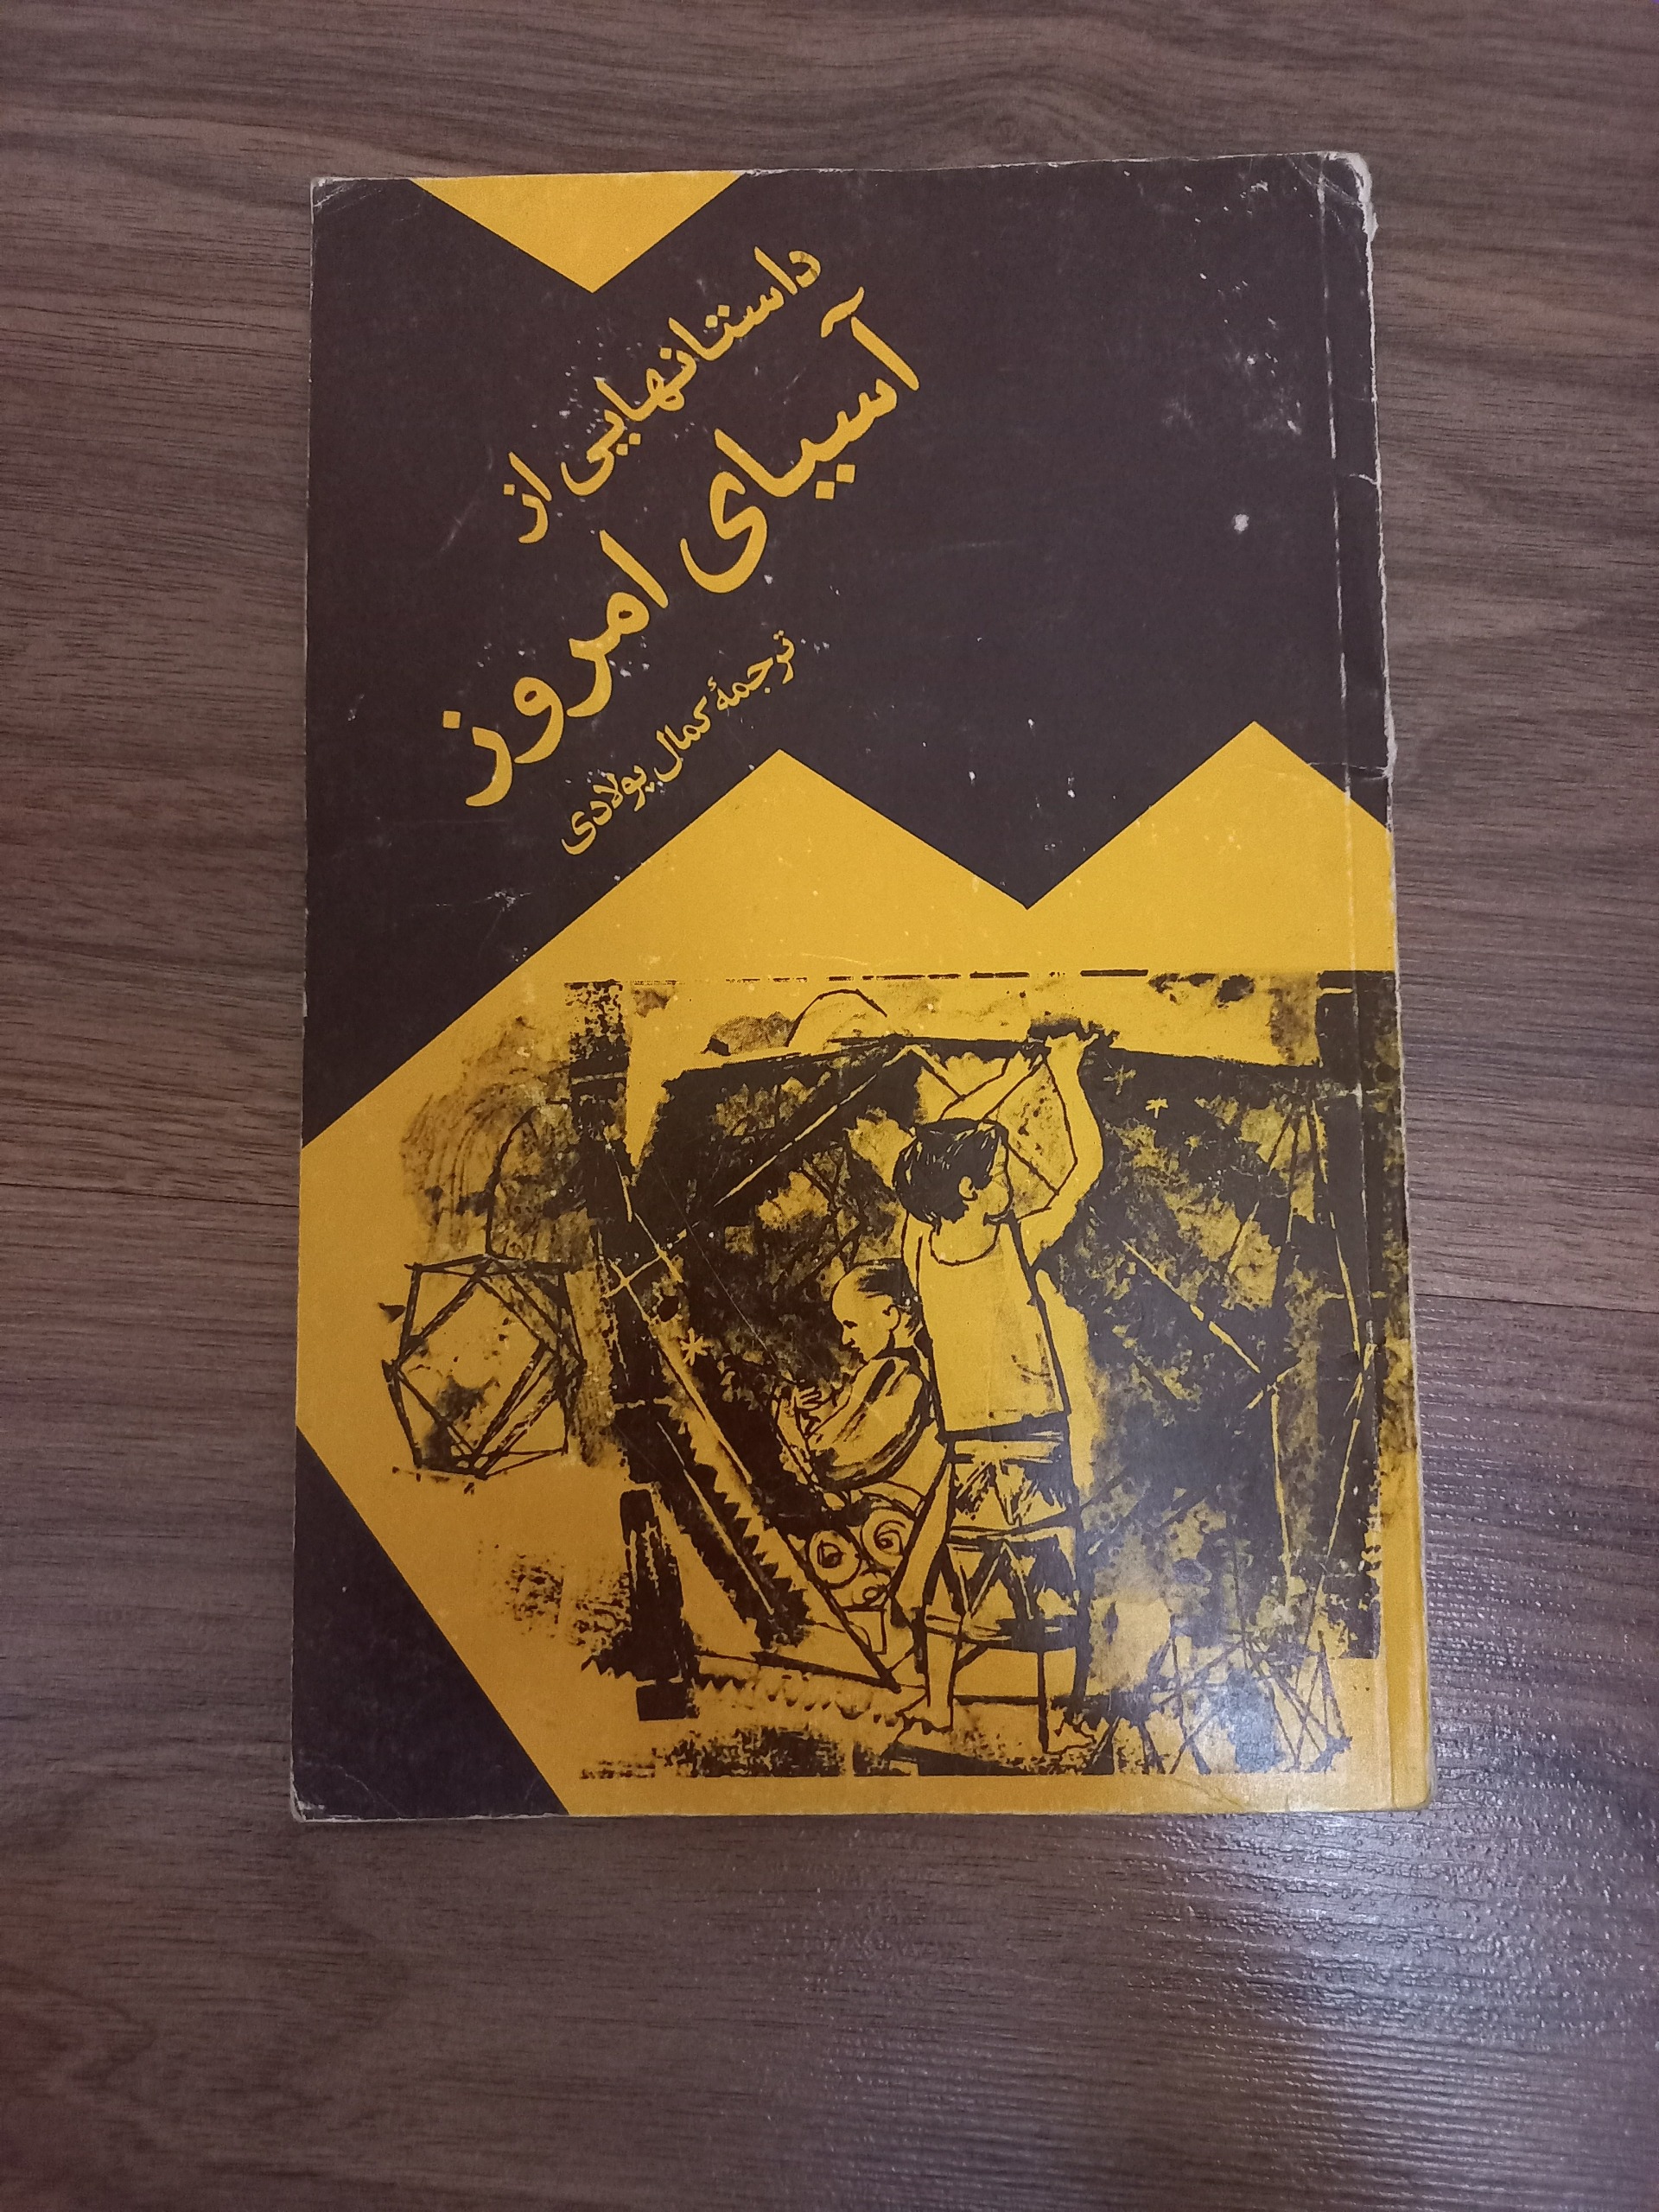 داستانهایی از
آسیای امروز
ترجمهٔ کمال پولادی